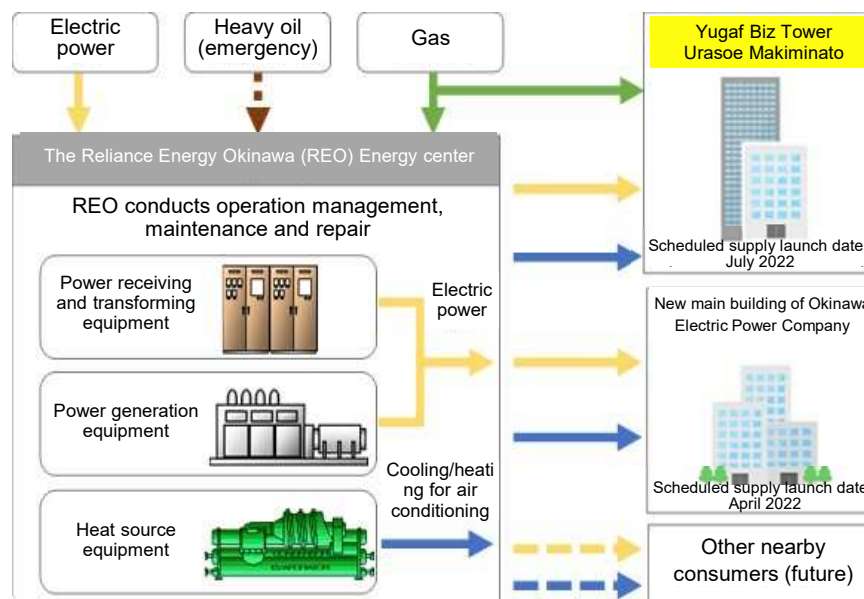 Electric
power
Heavy oil
(emergency)
Gas
Yugaf Biz Tower
Urasoe Makiminato
Scheduled supply launch date
July 2022
The Reliance Energy Okinawa (REO) Energy center
REO conducts operation management,
maintenance and repair
Power receiving
and transforming
equipment
Electric
power
Power generation
equipment
Cooling/heati
ng for air
conditioning
Heat source
equipment
New main building of Okinawa
Electric Power Company
Scheduled supply launch date
April 2022
Other nearby
consumers (future)